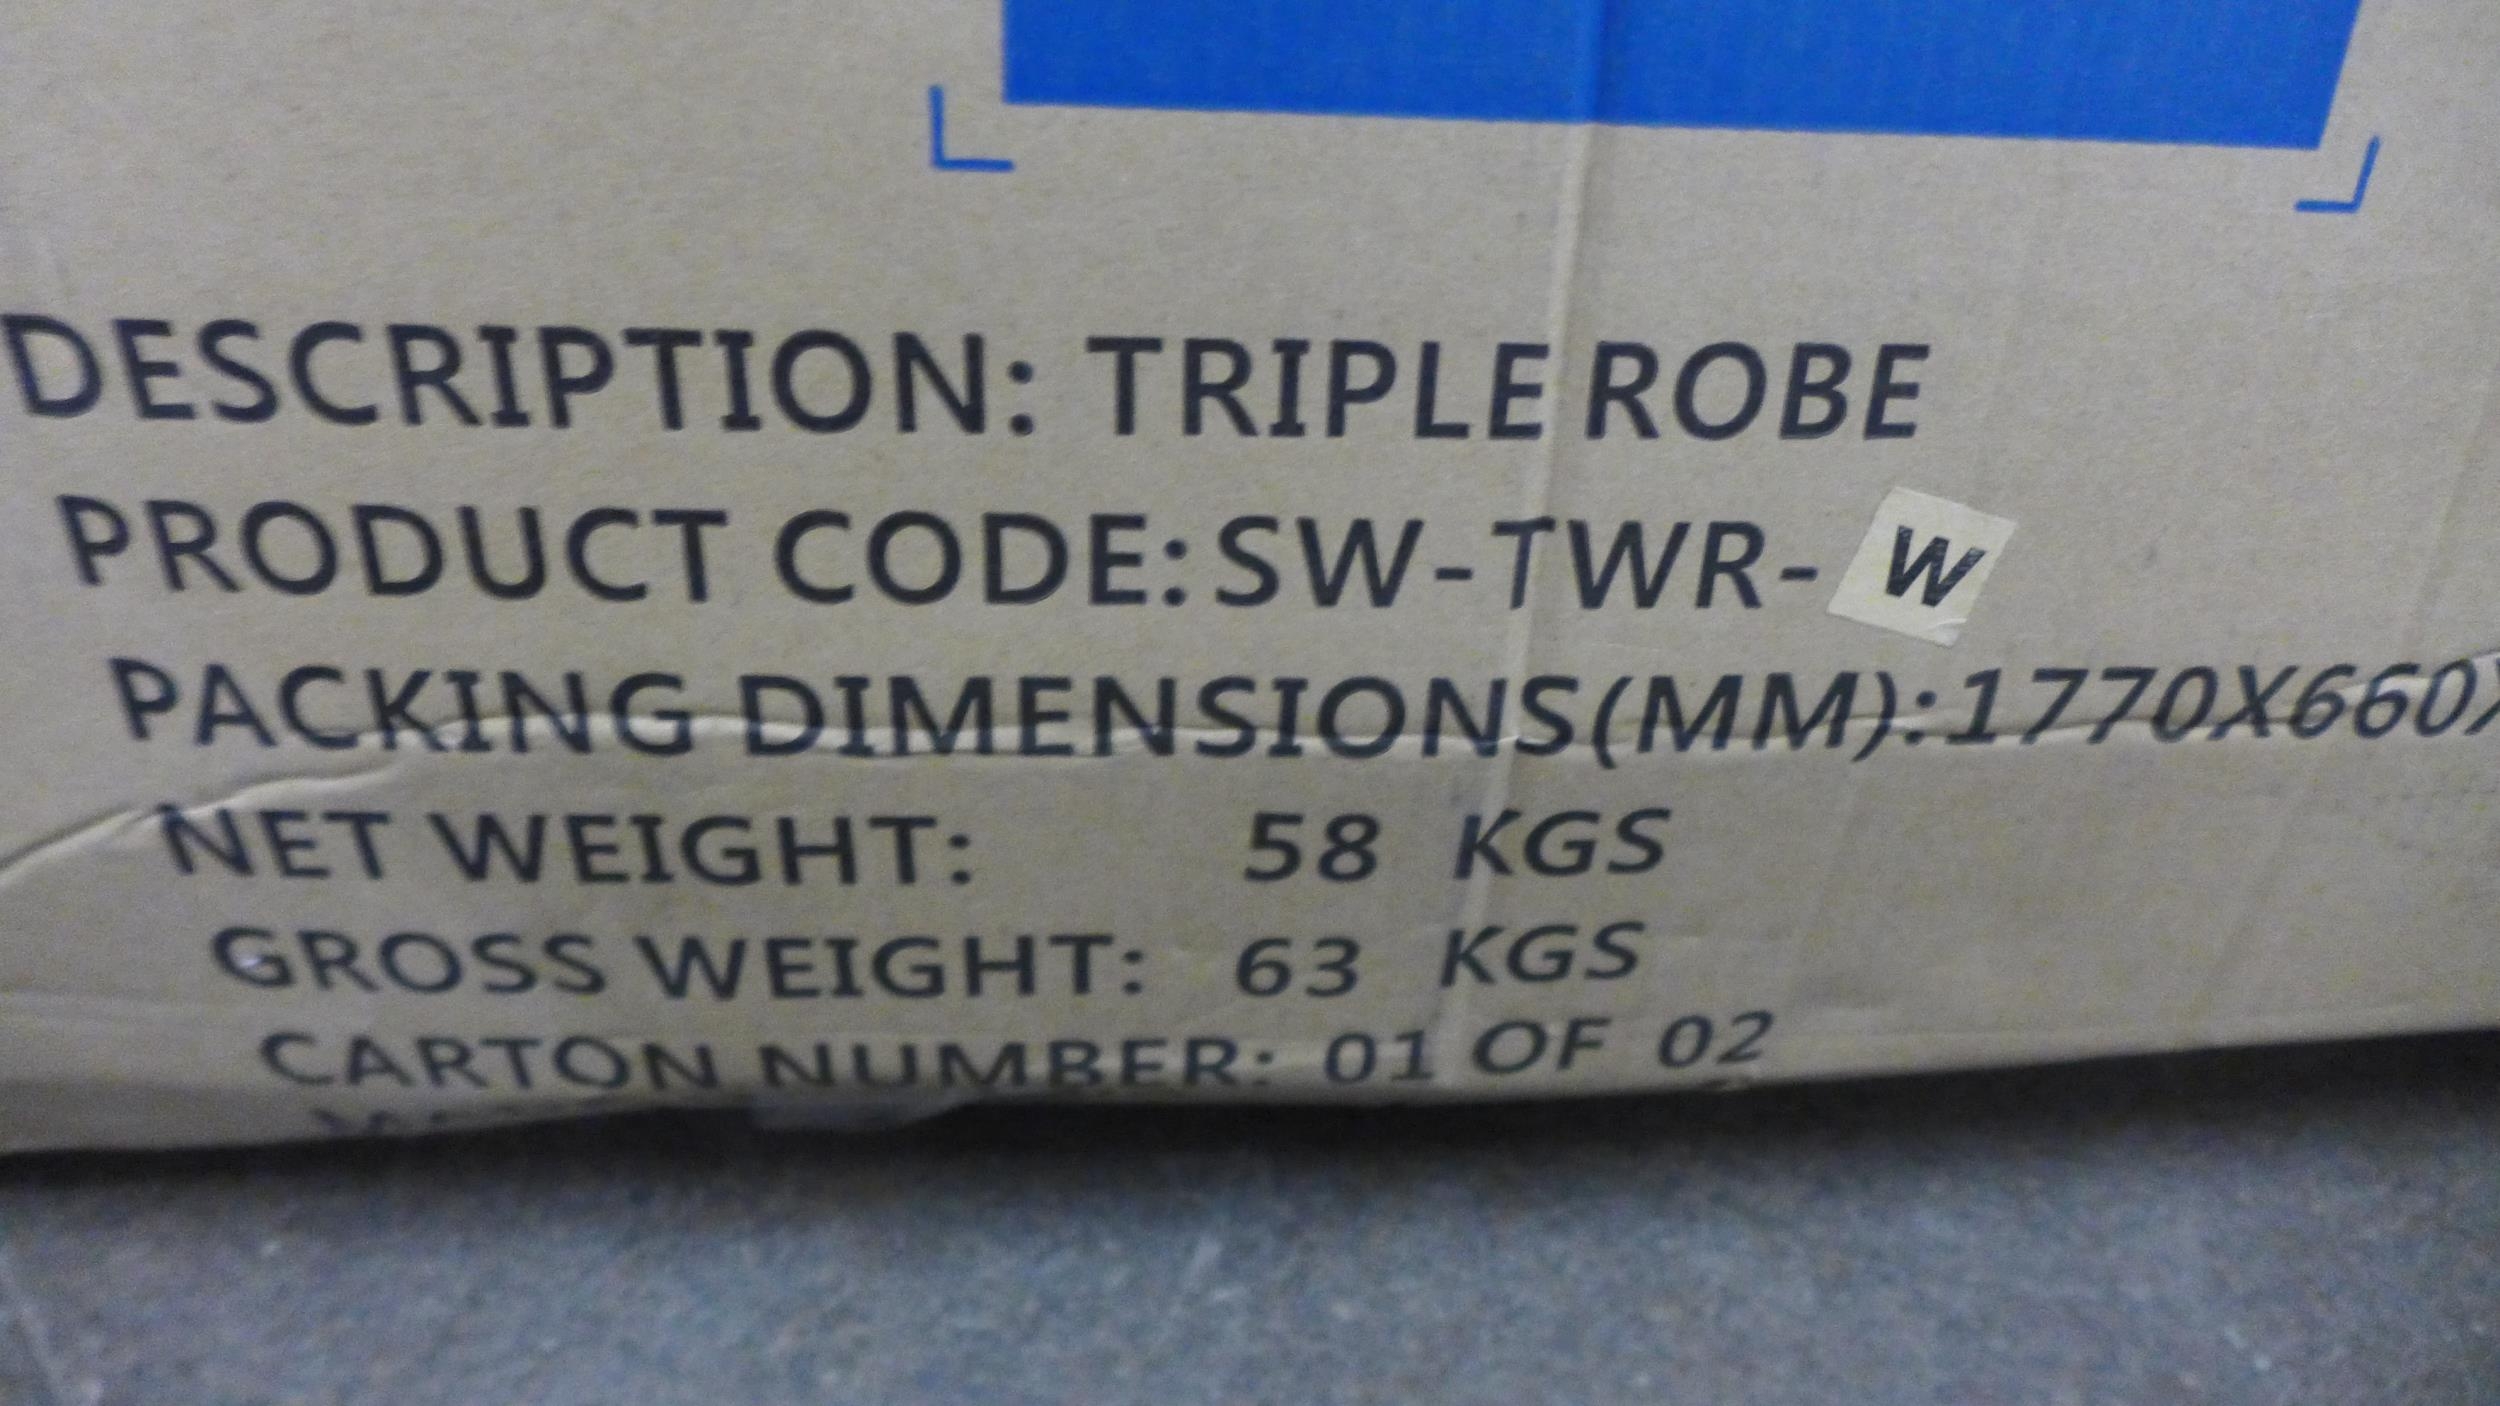 DESCRIPTION: TRIPLE ROBE
PRODUCT CODE:SW-TWR-W
PACKING DIMENSIONS(MM):1770X660X
NET WEIGHT: 58 KGS
GROSS WEIGHT: 63 KGS
CARTON NUMBER: 01 OF 02